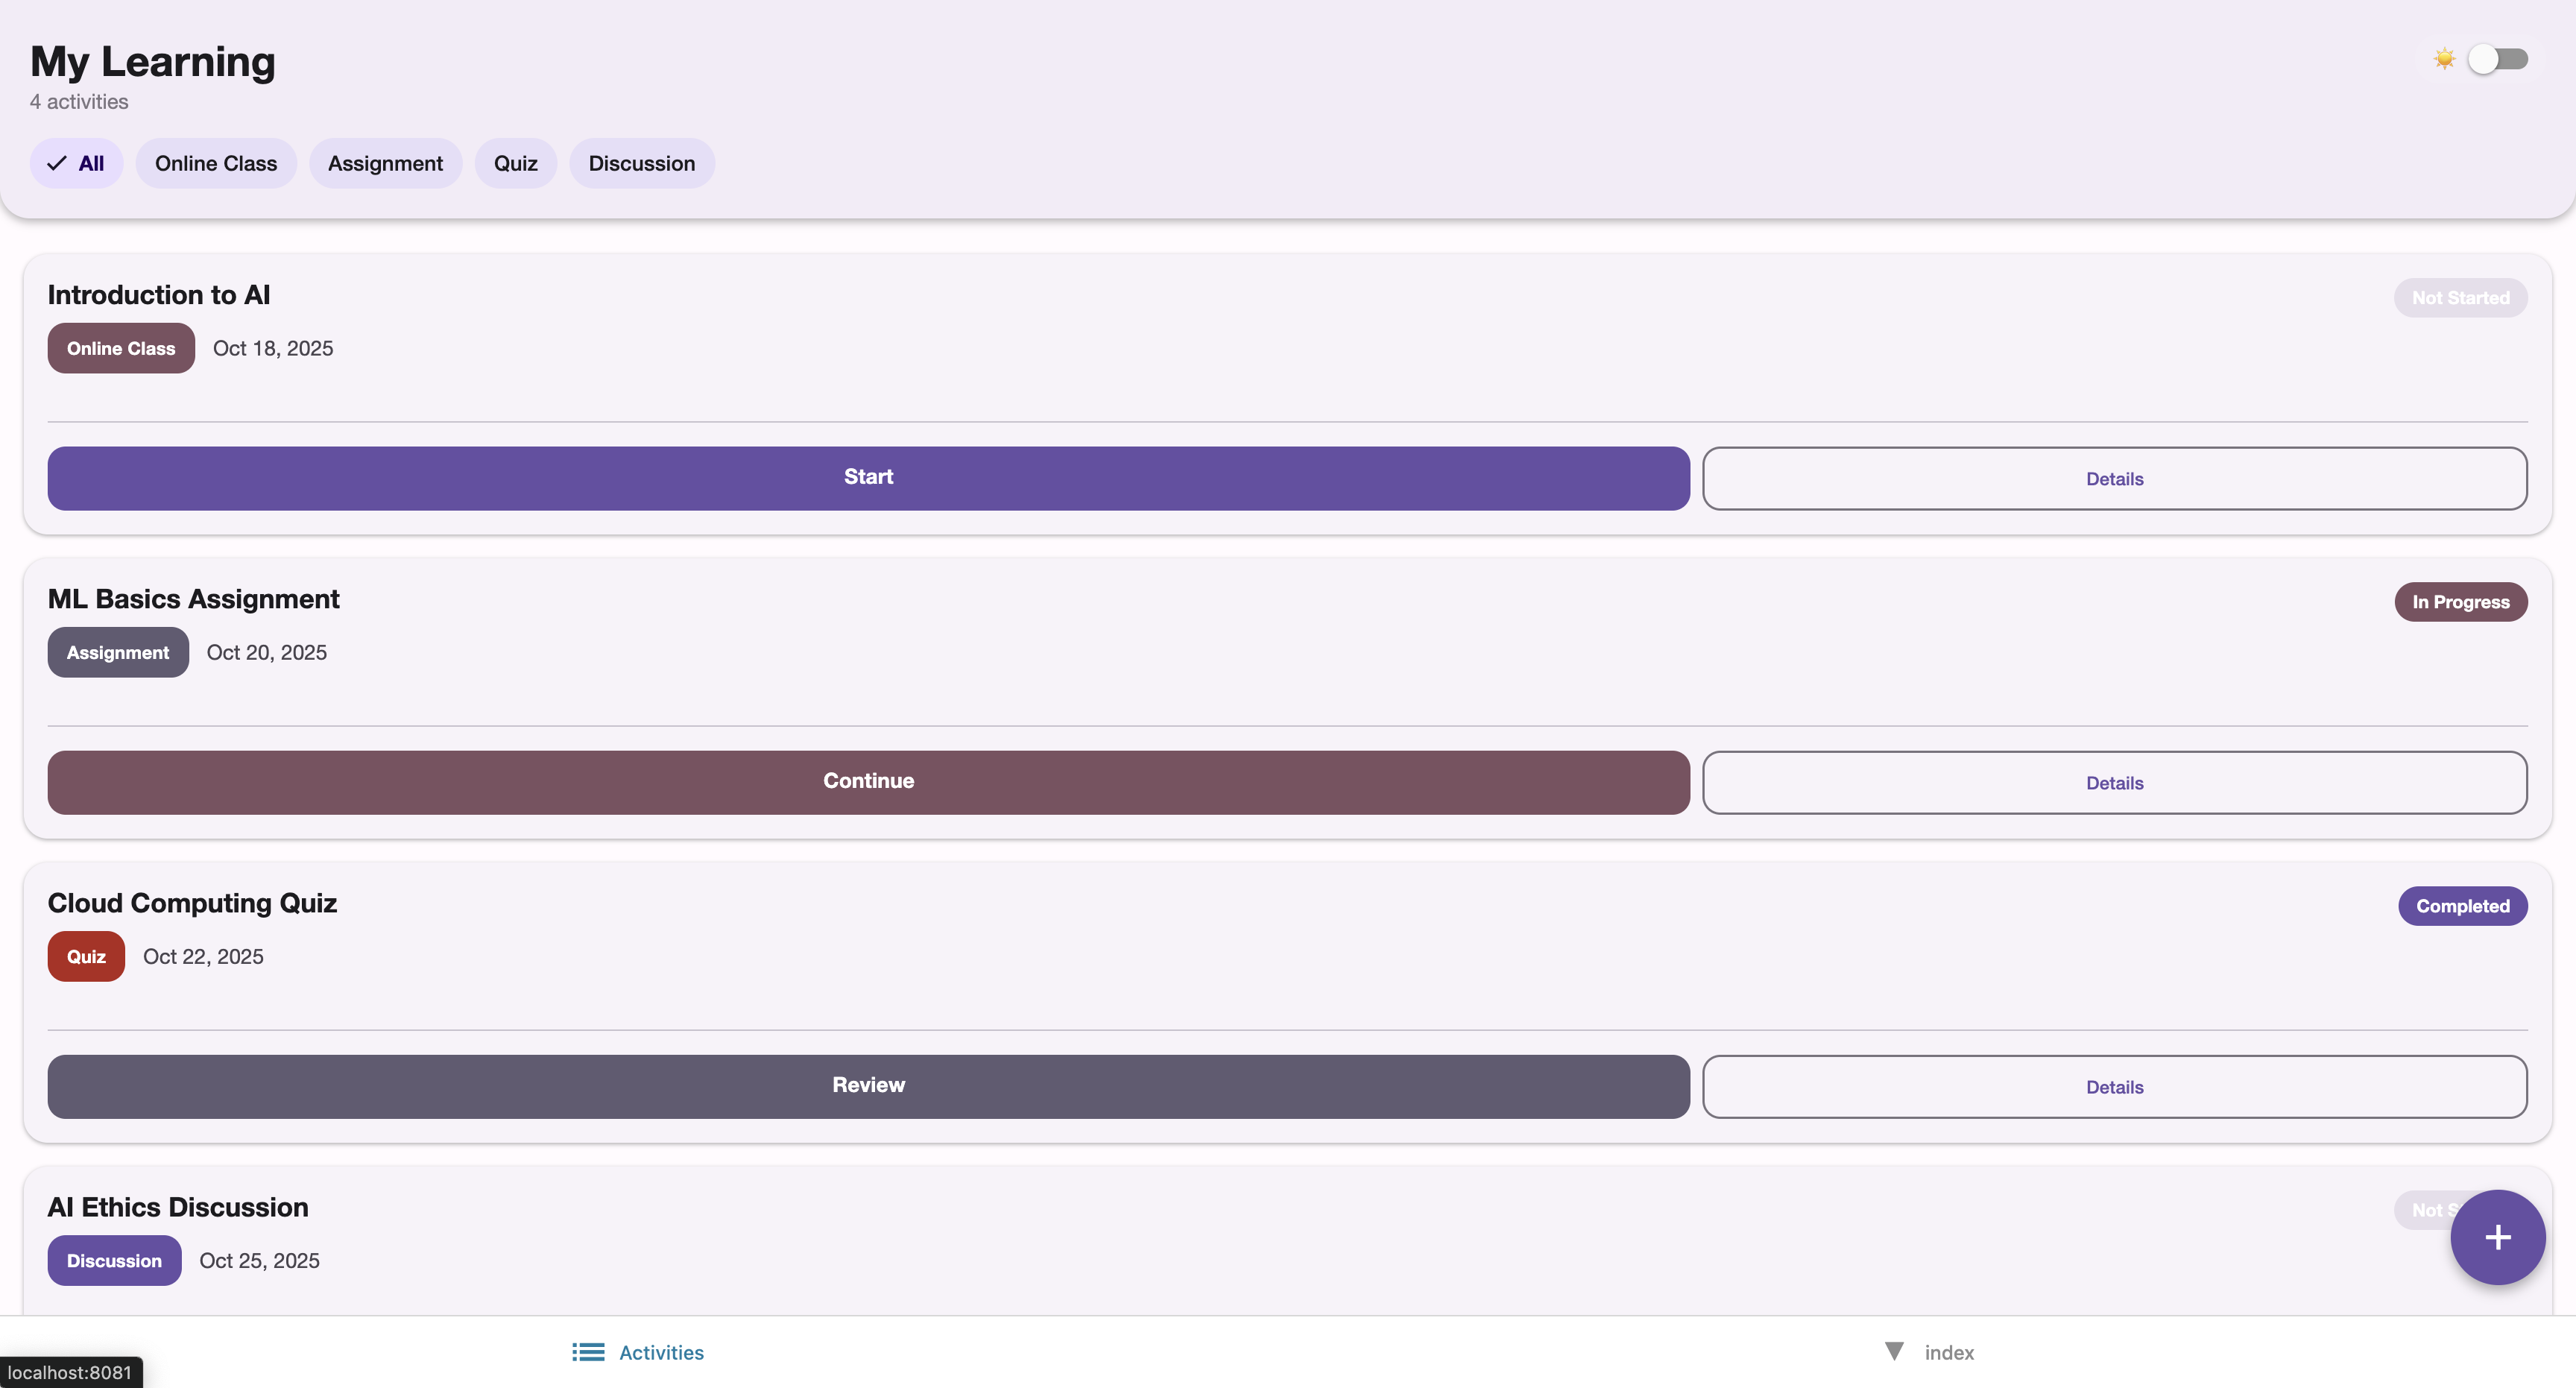 My Learning
4 activities
All
Online Class
Assignment
Quiz
Discussion
Introduction to AI
Not Started
Online Class
Oct 18, 2025
Start
Details
ML Basics Assignment
In Progress
Assignment
Oct 20, 2025
Continue
Details
Cloud Computing Quiz
Completed
Quiz
Oct 22, 2025
Review
Details
AI Ethics Discussion
Not
Discussion
Oct 25, 2025
+
Activities
index
localhost:8081